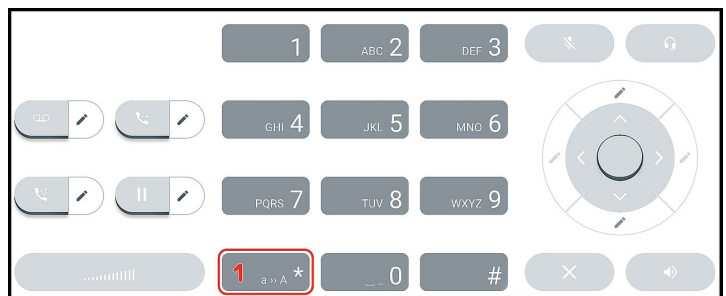 1
ABC 2
DEF 3
GHI 4
JKL 5
MNO 6
PQRS 7
TUV 8
WXYZ 9
1 a » A *
_ 0
#